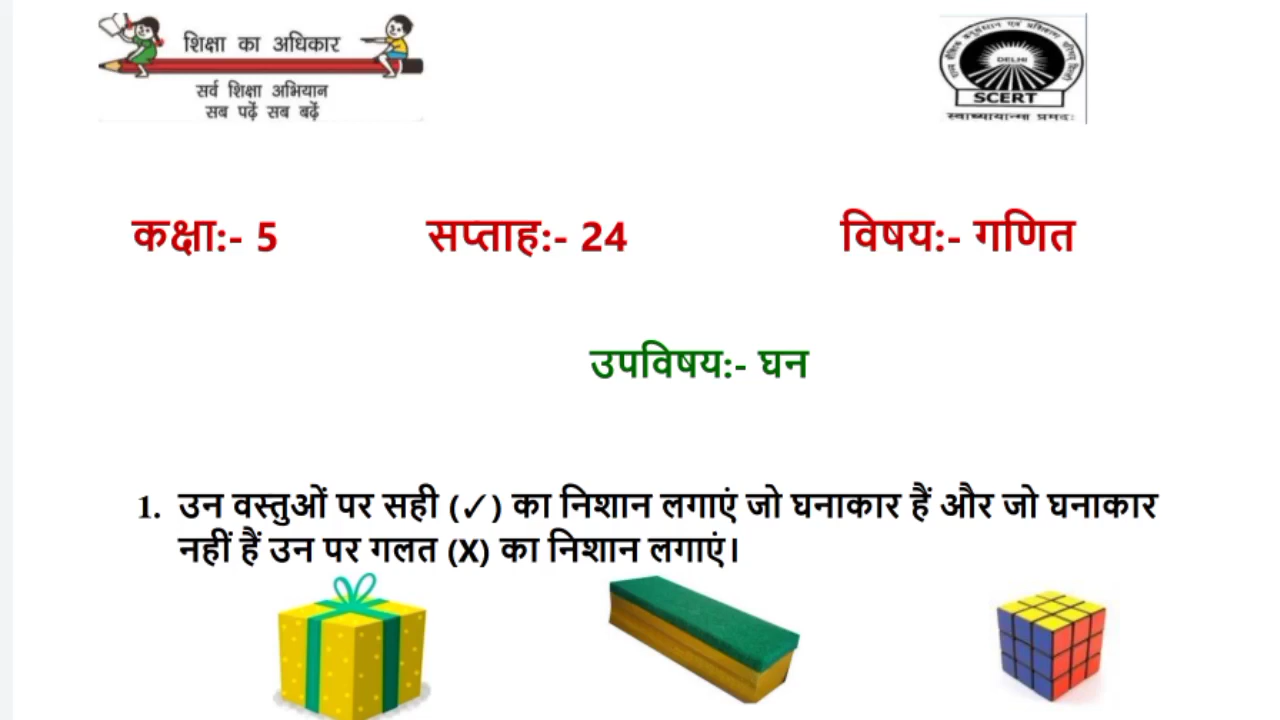 शिक्षा का अधिकार
सर्व शिक्षा अभियान
सब पढ़ें सब बढ़ें
DELHI
SCERT
कक्षा:- 5 सप्ताह:- 24 विषय:- गणित
उपविषय:- घन
1. उन वस्तुओं पर सही (✓) का निशान लगाएं जो घनाकार हैं और जो घनाकार
नहीं हैं उन पर गलत (X) का निशान लगाएं।